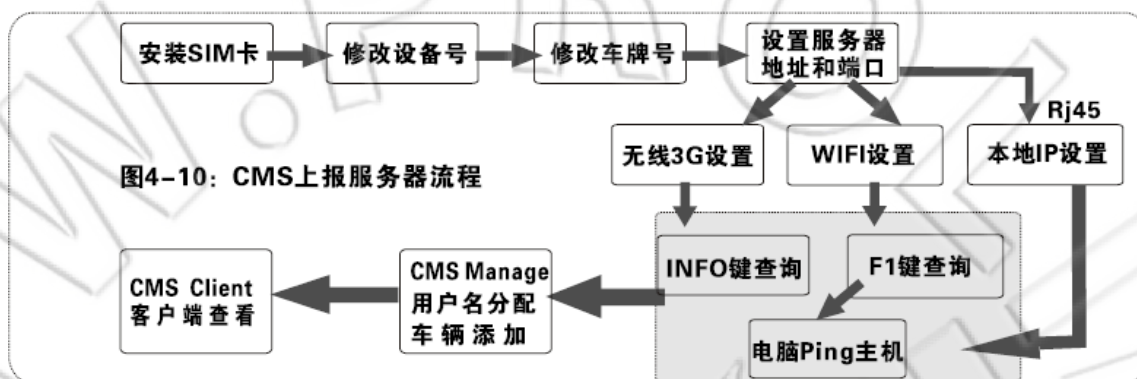 安装SIM卡
修改设备号
修改车牌号
设置服务器
地址和端口
Rj45
无线3G设置
WIFI设置
本地IP设置
图4-10：CMS上报服务器流程
INFO键查询
F1键查询
CMS Client
客户端查看
CMS Manage
用户名分配
车辆添加
电脑Ping主机